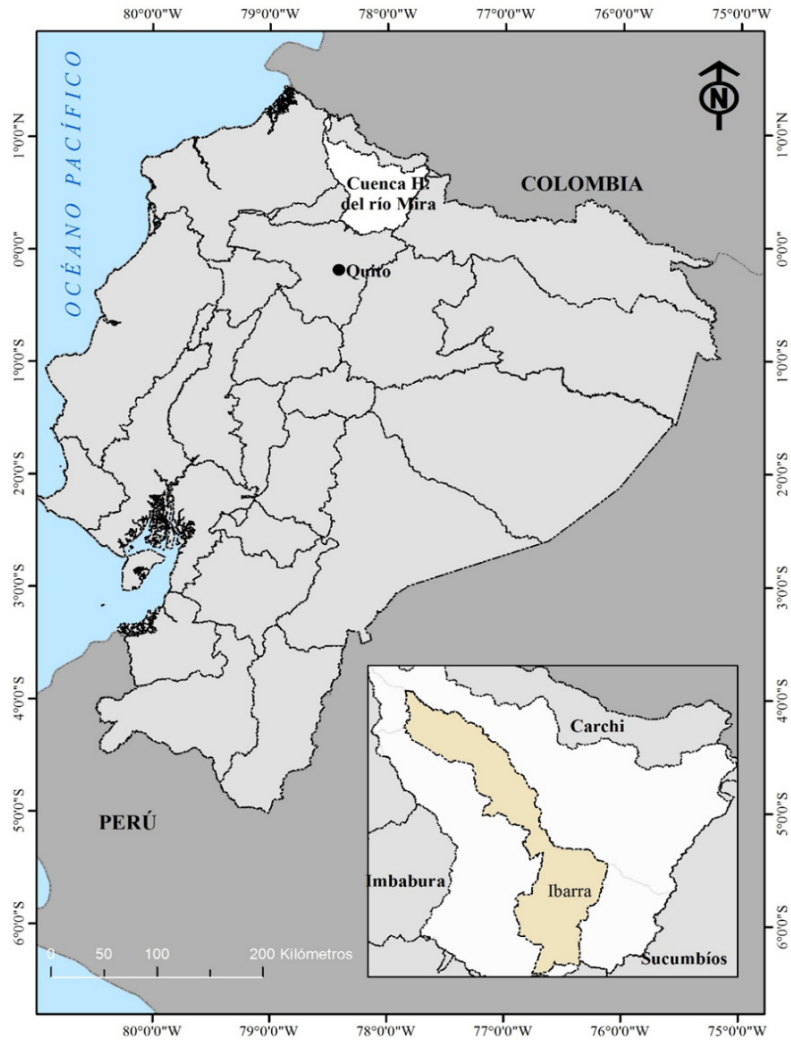 80°0'0"W 79°0'0"W 78°0'0"W 77°0'0"W 76°0'0"W 75°0'0"W
1°0'0"N
0°0'0"
1°0'0"S
2°0'0"S
3°0'0"S
4°0'0"S
5°0'0"S
6°0'0"S
OCÉANO PACÍFICO
N
Cuenca H.
del río Mira
COLOMBIA
Quito
PERÚ
Carchi
Imbabura
Ibarra
Sucumbíos
0 50 100 200 Kilómetros
1°0'0"N
0°0'0"
1°0'0"S
2°0'0"S
3°0'0"S
4°0'0"S
5°0'0"S
6°0'0"S
80°0'0"W 79°0'0"W 78°0'0"W 77°0'0"W 76°0'0"W 75°0'0"W